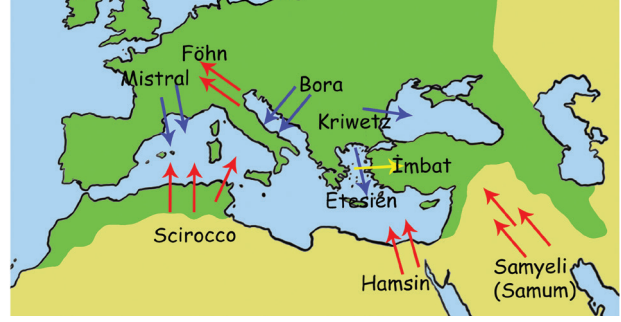 Föhn
Mistral
Bora
Kriwetz
İmbat
Etesien
Scirocco
Hamsin
Samyeli
(Samum)